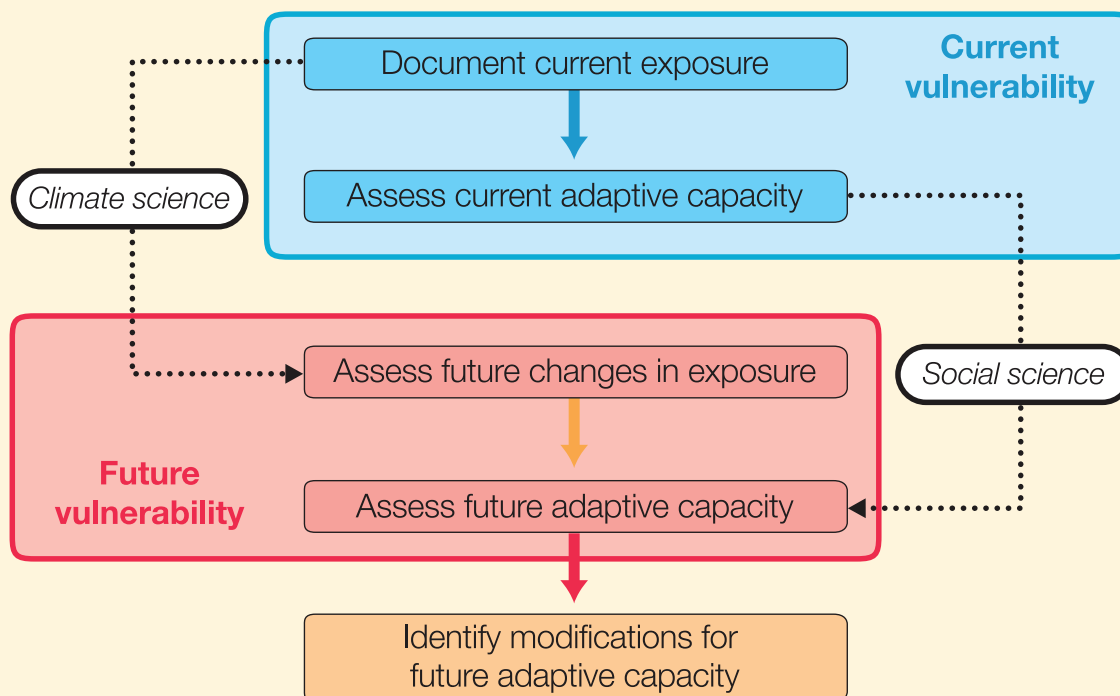 Document current exposure
Current
vulnerability
Climate science
Assess current adaptive capacity
Assess future changes in exposure
Social science
Future
vulnerability
Assess future adaptive capacity
Identify modifications for
future adaptive capacity